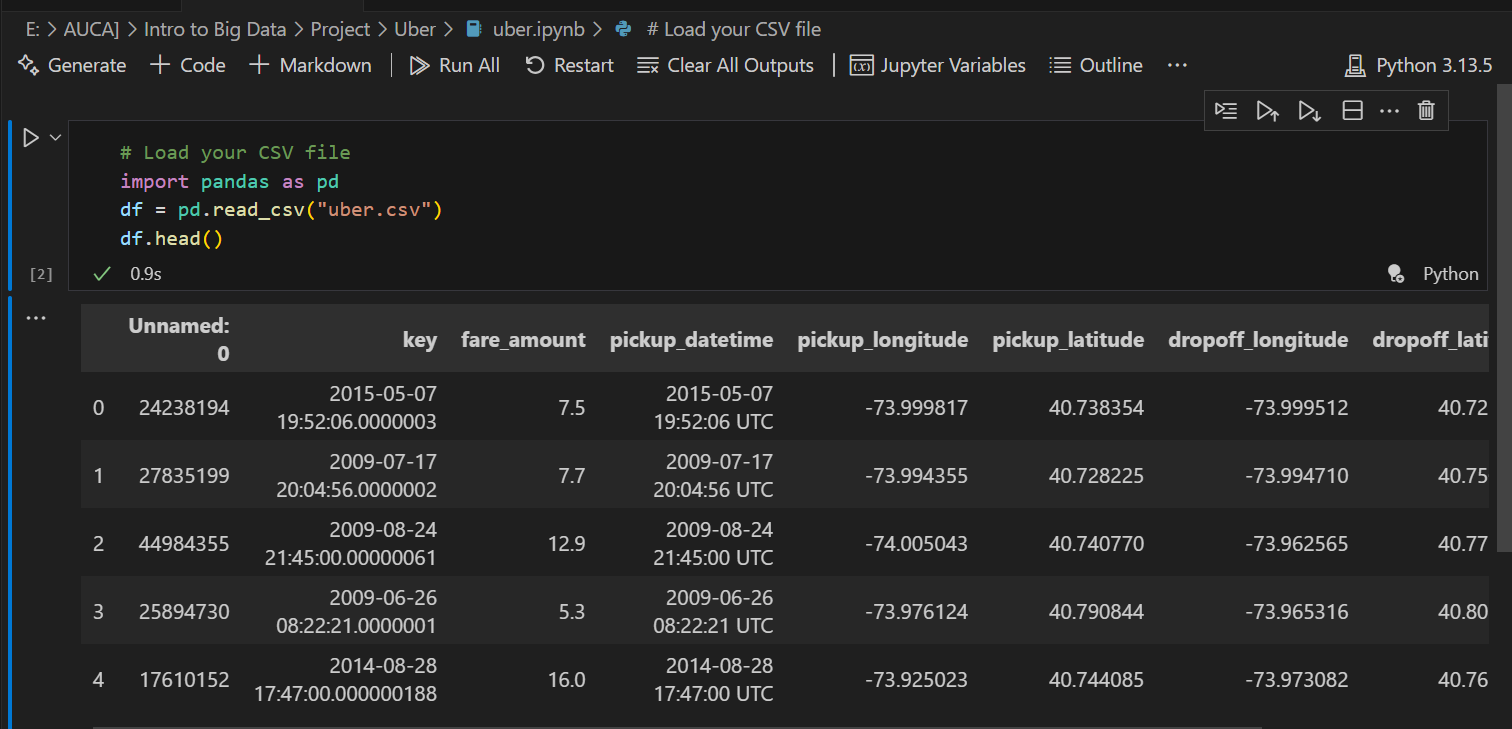 E: > AUCA] > Intro to Big Data > Project > Uber > uber.ipynb > # Load your CSV file
Generate + Code + Markdown Run All Restart Clear All Outputs Jupyter Variables Outline ... Python 3.13.5
# Load your CSV file
import pandas as pd
df = pd.read_csv("uber.csv")
df.head()
[2] 0.9s Python
Unnamed: 0 key fare_amount pickup_datetime pickup_longitude pickup_latitude dropoff_longitude dropoff_lati
0 24238194 2015-05-07 19:52:06.0000003 7.5 2015-05-07 19:52:06 UTC -73.999817 40.738354 -73.999512 40.72
1 27835199 2009-07-17 20:04:56.0000002 7.7 2009-07-17 20:04:56 UTC -73.994355 40.728225 -73.994710 40.75
2 44984355 2009-08-24 21:45:00.00000061 12.9 2009-08-24 21:45:00 UTC -74.005043 40.740770 -73.962565 40.77
3 25894730 2009-06-26 08:22:21.0000001 5.3 2009-06-26 08:22:21 UTC -73.976124 40.790844 -73.965316 40.80
4 17610152 2014-08-28 17:47:00.000000188 16.0 2014-08-28 17:47:00 UTC -73.925023 40.744085 -73.973082 40.76